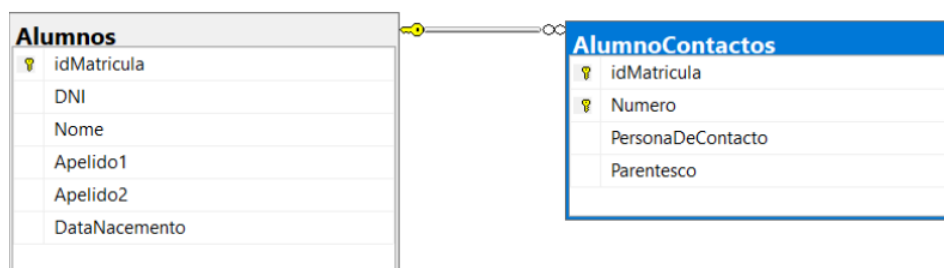 Alumnos
idMatricula
DNI
Nome
Apelido1
Apelido2
DataNacemento
AlumnoContactos
idMatricula
Numero
PersonaDeContacto
Parentesco